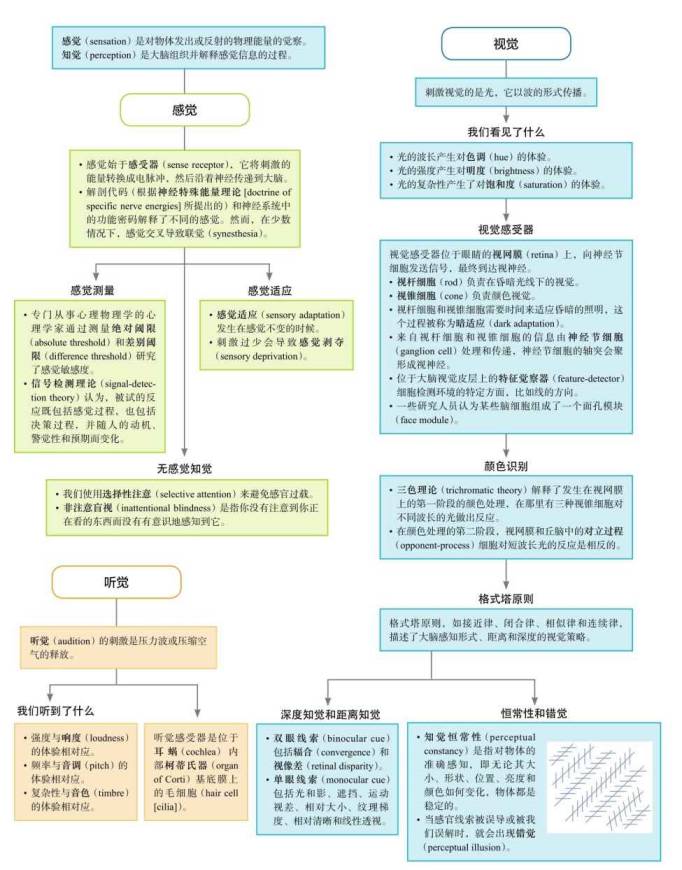 感觉（sensation）是对物体发出或反射的物理能量的觉察。
知觉（perception）是大脑组织并解释感觉信息的过程。
感觉
• 感觉始于感受器（sense receptor），它将刺激的
能量转换成电脉冲，然后沿着神经传递到大脑。
• 解剖代码（根据神经特殊能量理论 [doctrine of
specific nerve energies] 所提出的）和神经系统中
的功能密码解释了不同的感觉。然而，在少数
情况下，感觉交叉导致联觉（synesthesia）。
感觉测量
• 专门从事心理物理学的心
理学家通过测量绝对阈限
（absolute threshold）和差别阈
限（difference threshold）研究
了感觉敏感度。
• 信号检测理论（signal-detec-
tion theory）认为，被试的反
应既包括感觉过程，也包括
决策过程，并随人的动机、
警觉性和预期而变化。
感觉适应
• 感觉适应（sensory adaptation）
发生在感觉不变的时候。
• 刺激过少会导致感觉剥夺
（sensory deprivation）。
无感觉知觉
• 我们使用选择性注意（selective attention）来避免感官过载。
• 非注意盲视（inattentional blindness）是指你没有注意到你正
在看的东西而没有有意识地感知到它。
听觉
听觉（audition）的刺激是压力波或压缩空
气的释放。
我们听到了什么
• 强度与响度（loudness）
的体验相对应。
• 频率与音调（pitch）的
体验相对应。
• 复杂性与音色（timbre）
的体验相对应。
听觉感受器是位于
耳蜗（cochlea）内
部柯蒂氏器（organ
of Corti）基底膜上
的毛细胞（hair cell
[cilia]）。
视觉
刺激视觉的是光，它以波的形式传播。
我们看见了什么
• 光的波长产生对色调（hue）的体验。
• 光的强度产生对明度（brightness）的体验。
• 光的复杂性产生了对饱和度（saturation）的体验。
视觉感受器
视觉感受器位于眼睛的视网膜（retina）上，向神经节
细胞发送信号，最终到达视神经。
• 视杆细胞（rod）负责在昏暗光线下的视觉。
• 视锥细胞（cone）负责颜色视觉。
• 视杆细胞和视锥细胞需要时间来适应昏暗的照明，这
个过程被称为暗适应（dark adaptation）。
• 来自视杆细胞和视锥细胞的信息由神经节细胞
（ganglion cell）处理和传递，神经节细胞的轴突会聚
形成视神经。
• 位于大脑视觉皮层上的特征觉察器（feature-detector）
细胞检测环境的特定方面，比如线的方向。
• 一些研究人员认为某些脑细胞组成了一个面孔模块
（face module）。
颜色识别
• 三色理论（trichromatic theory）解释了发生在视网膜
上的第一阶段的颜色处理，在那里有三种视锥细胞对
不同波长的光做出反应。
• 在颜色处理的第二阶段，视网膜和丘脑中的对立过程
（opponent-process）细胞对短波长光的反应是相反的。
格式塔原则
格式塔原则，如接近律、闭合律、相似律和连续律，
描述了大脑感知形式、距离和深度的视觉策略。
深度知觉和距离知觉
• 双眼线索（binocular cue）
包括辐合（convergence）和
视像差（retinal disparity）。
• 单眼线索（monocular cue）
包括光和影、遮挡、运动
视差、相对大小、纹理梯
度、相对清晰和线性透视。
恒常性和错觉
• 知觉恒常性（perceptual
constancy）是指对物体的
准确感知，即无论其大
小、形状、位置、亮度和
颜色如何变化，物体都是
稳定的。
• 当感官线索被误导或被我
们误解时，就会出现错觉
（perceptual illusion）。